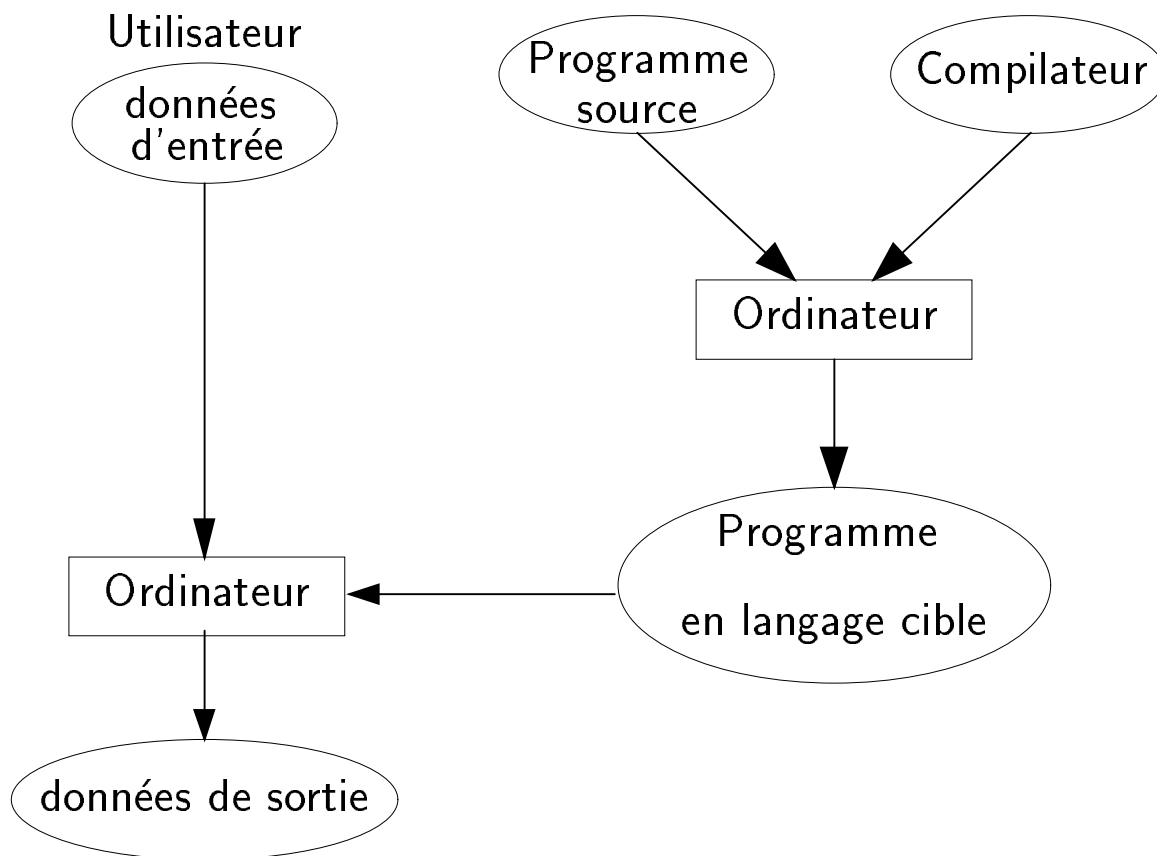 Utilisateur
données
d'entrée
Programme
source
Compilateur
Ordinateur
Programme
en langage cible
Ordinateur
données de sortie